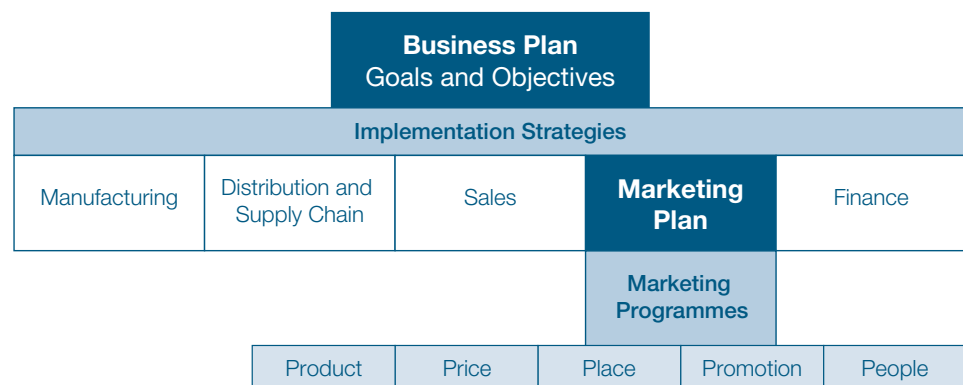 Business Plan
Goals and Objectives
Implementation Strategies
Manufacturing
Distribution and
Supply Chain
Sales
Marketing
Plan
Finance
Marketing
Programmes
Product
Price
Place
Promotion
People